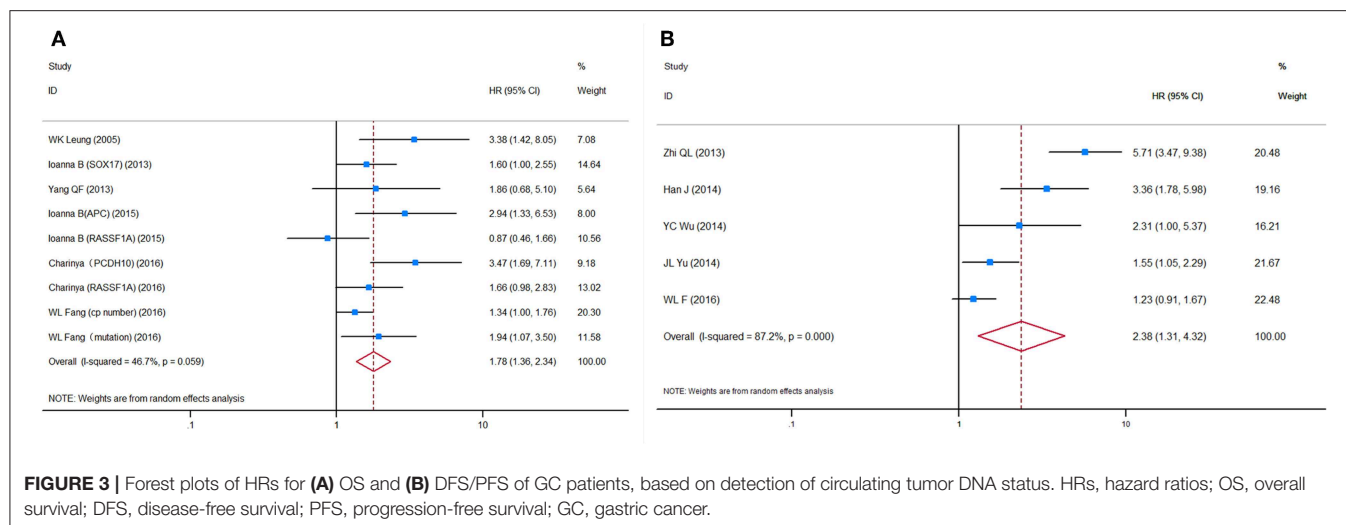 A
Study %
ID HR (95% CI) Weight
WK Leung (2005) 3.38 (1.42, 8.05) 7.08
Ioanna B (SOX17) (2013) 1.60 (1.00, 2.55) 14.64
Yang QF (2013) 1.86 (0.68, 5.10) 5.64
Ioanna B(APC) (2015) 2.94 (1.33, 6.53) 8.00
Ioanna B (RASSF1A) (2015) 0.87 (0.46, 1.66) 10.56
Charinya（PCDH10) (2016) 3.47 (1.69, 7.11) 9.18
Charinya (RASSF1A) (2016) 1.66 (0.98, 2.83) 13.02
WL Fang (cp number) (2016) 1.34 (1.00, 1.76) 20.30
WL Fang（mutation) (2016) 1.94 (1.07, 3.50) 11.58
Overall (I-squared = 46.7%, p = 0.059) 1.78 (1.36, 2.34) 100.00
NOTE: Weights are from random effects analysis
.1 1 10
B
Study %
ID HR (95% CI) Weight
Zhi QL (2013) 5.71 (3.47, 9.38) 20.48
Han J (2014) 3.36 (1.78, 5.98) 19.16
YC Wu (2014) 2.31 (1.00, 5.37) 16.21
JL Yu (2014) 1.55 (1.05, 2.29) 21.67
WL F (2016) 1.23 (0.91, 1.67) 22.48
Overall (I-squared = 87.2%, p = 0.000) 2.38 (1.31, 4.32) 100.00
NOTE: Weights are from random effects analysis
.1 1 10
FIGURE 3 | Forest plots of HRs for (A) OS and (B) DFS/PFS of GC patients, based on detection of circulating tumor DNA status. HRs, hazard ratios; OS, overall
survival; DFS, disease-free survival; PFS, progression-free survival; GC, gastric cancer.